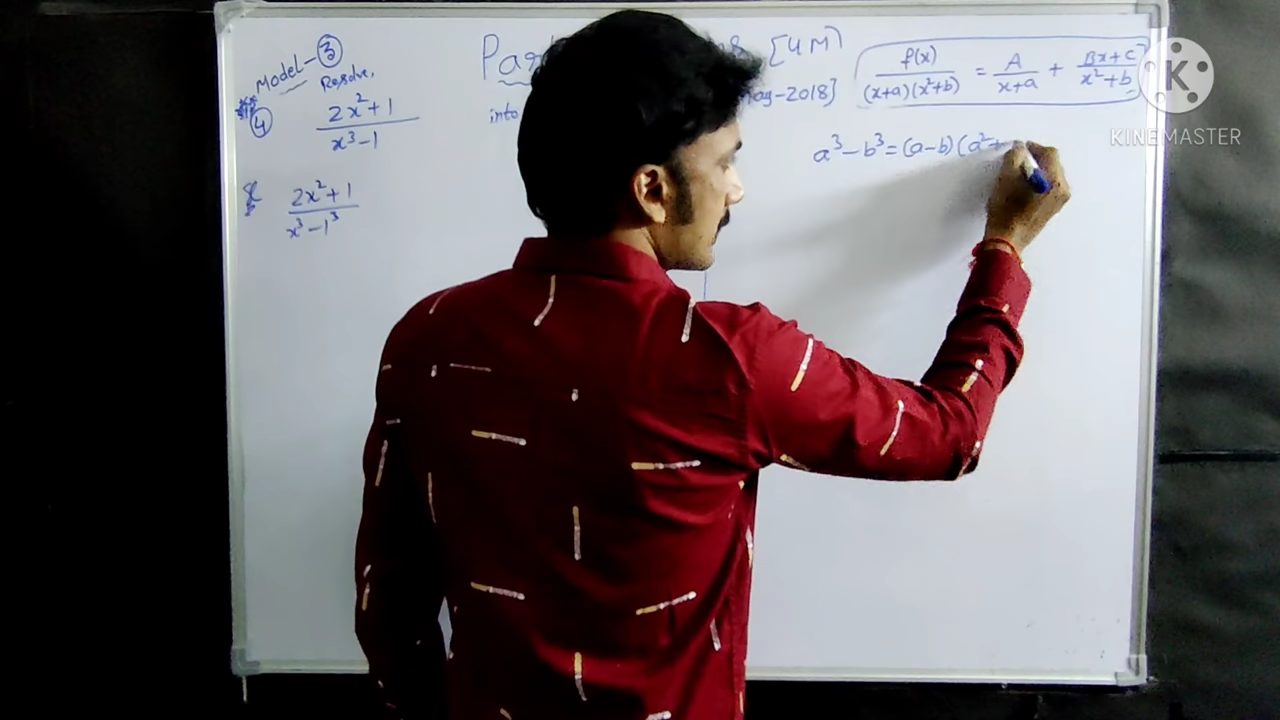 Model-③
Resolve.
④ 2x²+1 / x³-1
2x²+1 / x³-1³
[4M]
into
-2018]
f(x) / (x+a)(x²+b) = A / x+a + Bx+C / x²+b
a³-b³=(a-b)(a²+
K
KINEMASTER